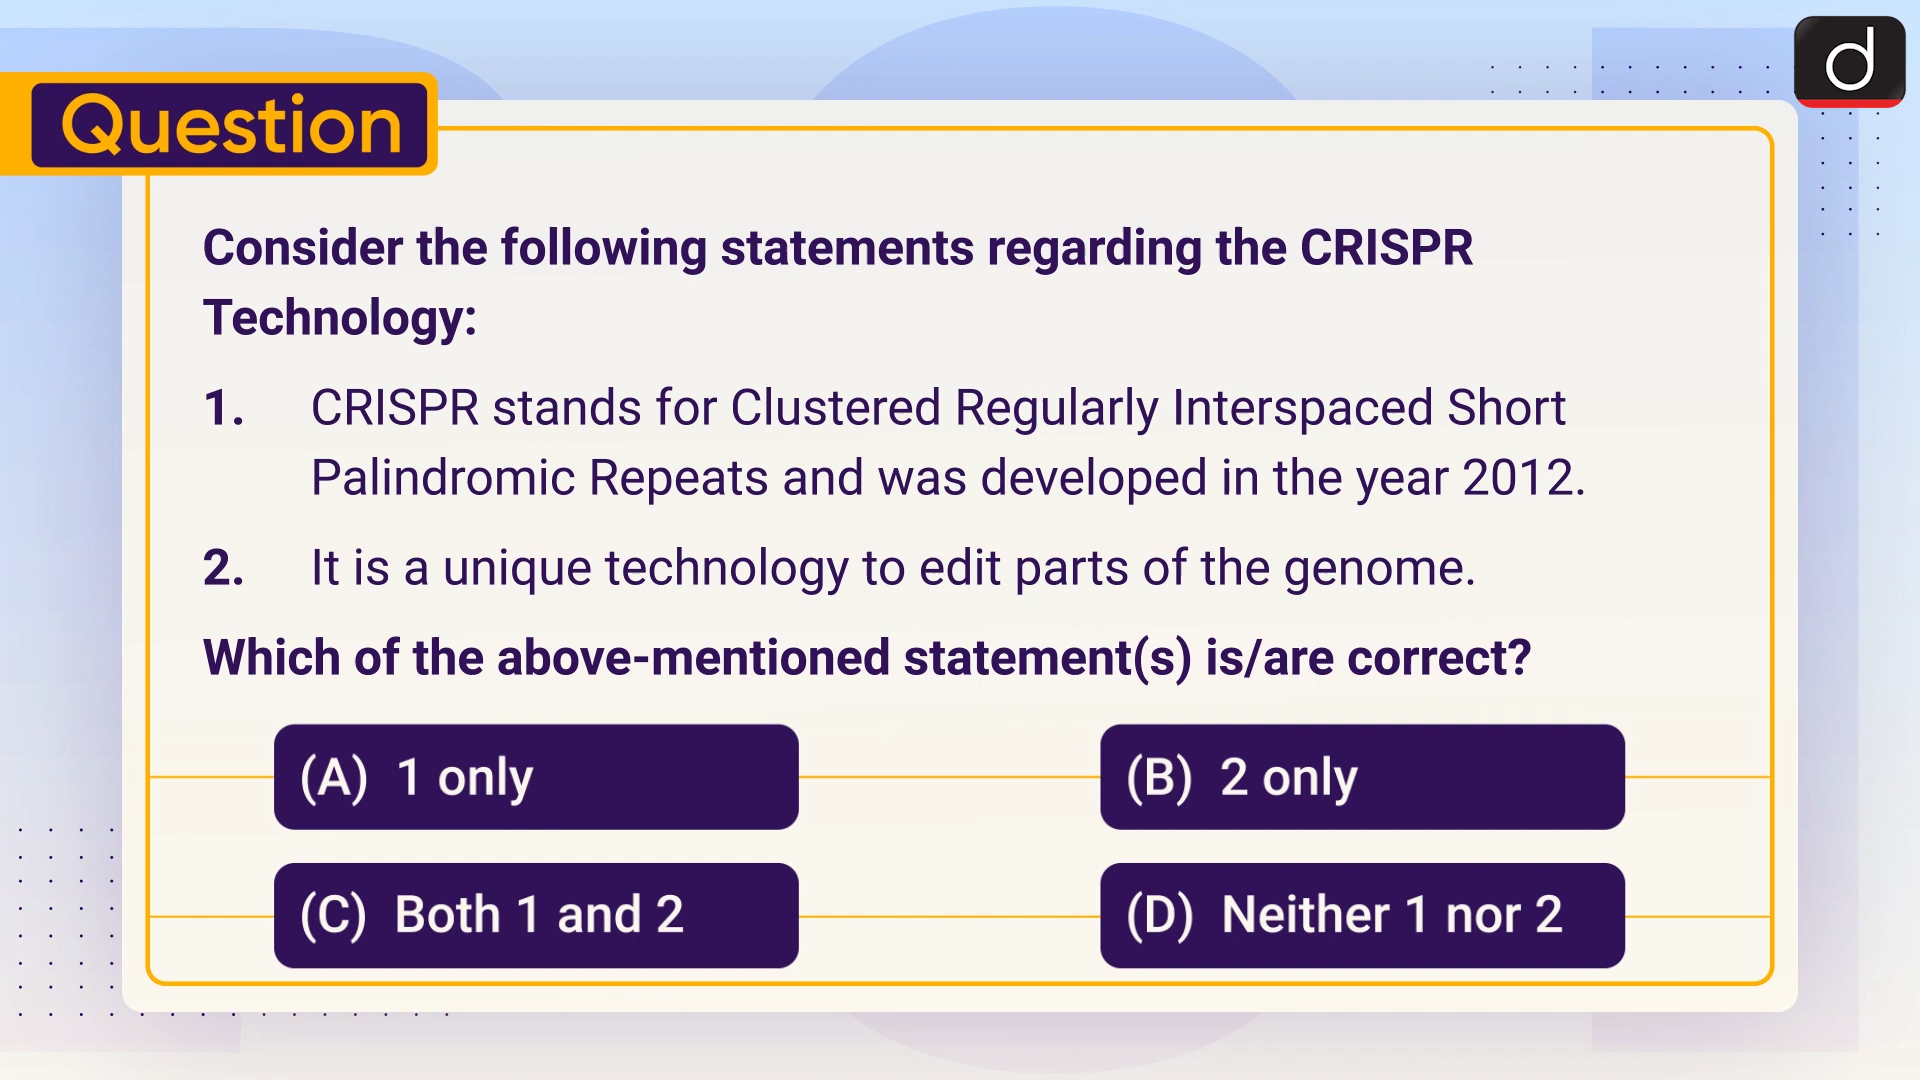 Question
Consider the following statements regarding the CRISPR
Technology:
1. CRISPR stands for Clustered Regularly Interspaced Short
Palindromic Repeats and was developed in the year 2012.
2. It is a unique technology to edit parts of the genome.
Which of the above-mentioned statement(s) is/are correct?
(A) 1 only
(B) 2 only
(C) Both 1 and 2
(D) Neither 1 nor 2
d